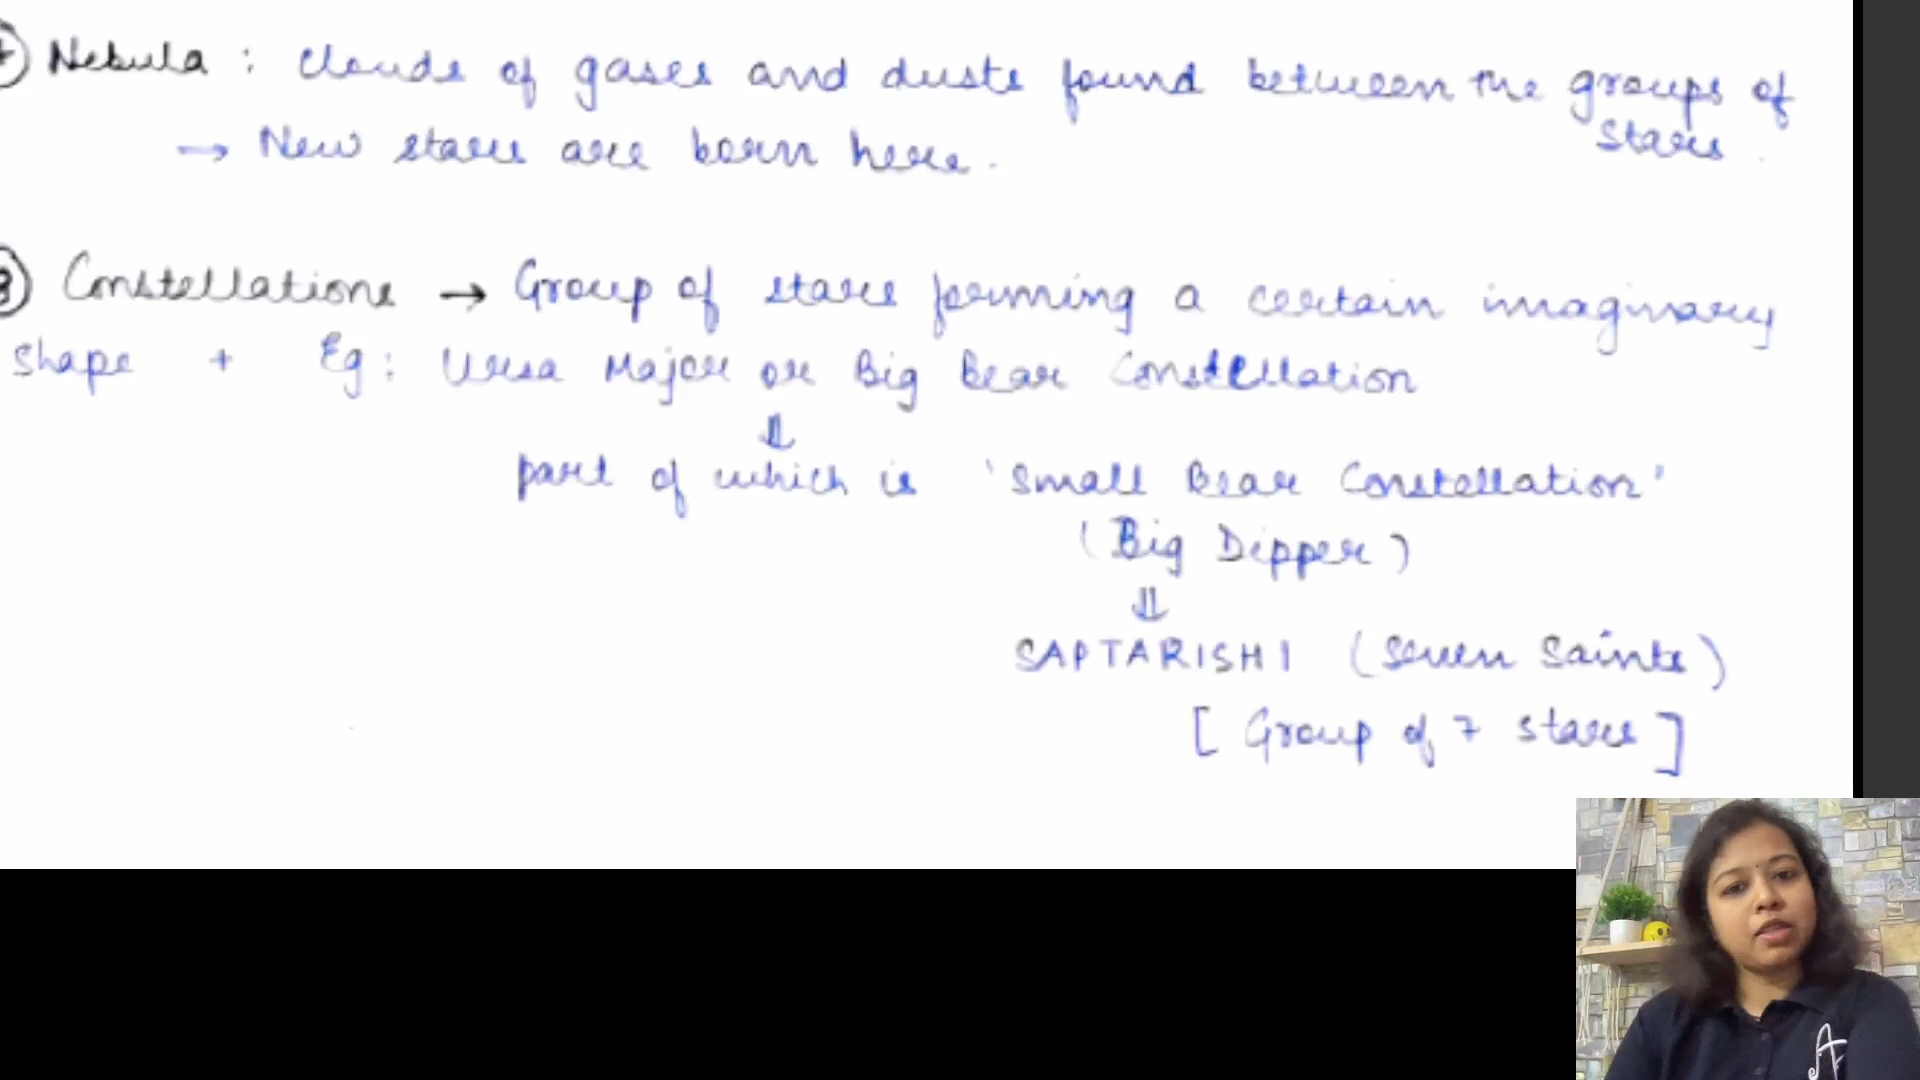 Nebula : Clouds of gases and dusts found between the groups of stars
→ New stars are born here.
Constellations → Group of stars forming a certain imaginary
shape + Eg: Ursa Major or Big Bear Constellation
⇓
part of which is 'Small Bear Constellation'
(Big Dipper)
⇓
SAPTARISHI (Seven Saints)
[ Group of 7 stars ]